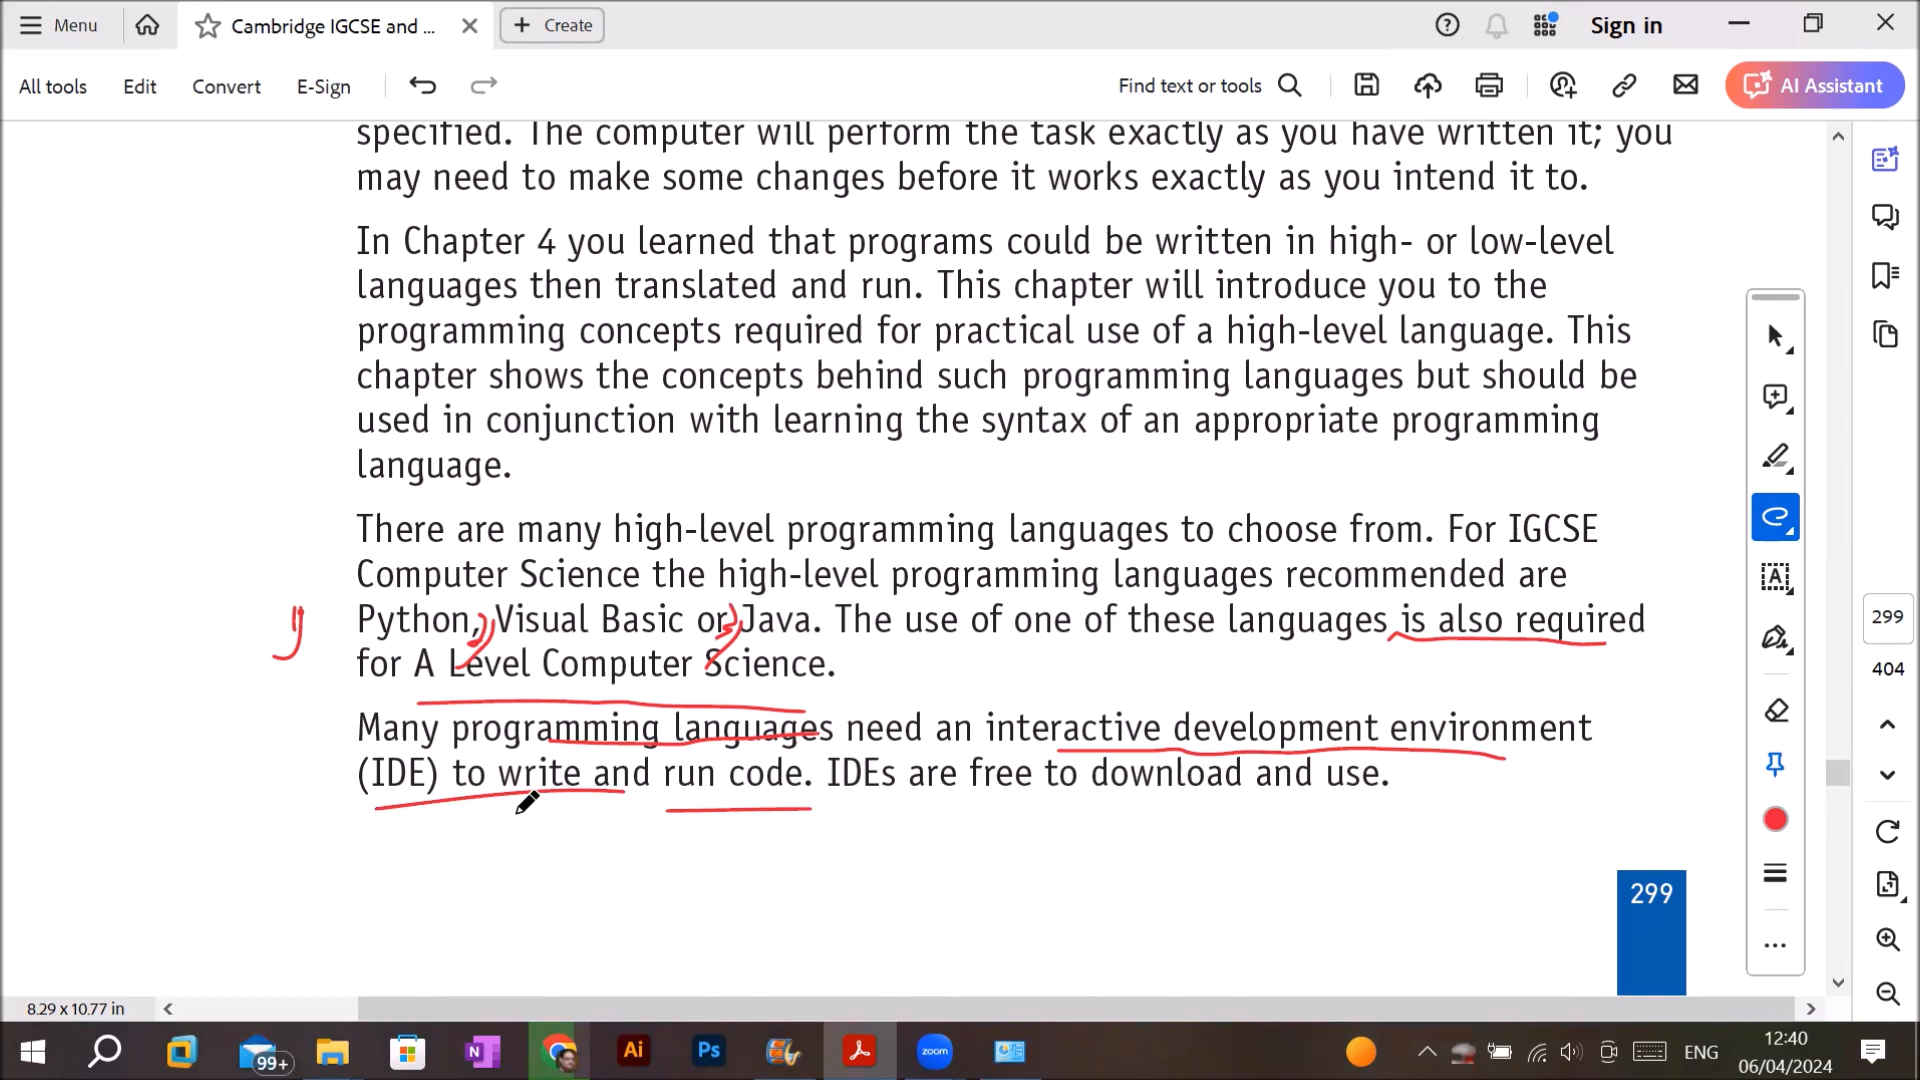 Menu
Cambridge IGCSE and ...
Create
Sign in
All tools
Edit
Convert
E-Sign
Find text or tools
AI Assistant
specified. The computer will perform the task exactly as you have written it; you
may need to make some changes before it works exactly as you intend it to.
In Chapter 4 you learned that programs could be written in high- or low-level
languages then translated and run. This chapter will introduce you to the
programming concepts required for practical use of a high-level language. This
chapter shows the concepts behind such programming languages but should be
used in conjunction with learning the syntax of an appropriate programming
language.
There are many high-level programming languages to choose from. For IGCSE
Computer Science the high-level programming languages recommended are
Python, Visual Basic or Java. The use of one of these languages is also required
for A Level Computer Science.
Many programming languages need an interactive development environment
(IDE) to write and run code. IDEs are free to download and use.
299
299
404
8.29 x 10.77 in
99+
Ai
Ps
zoom
ENG
12:40
06/04/2024